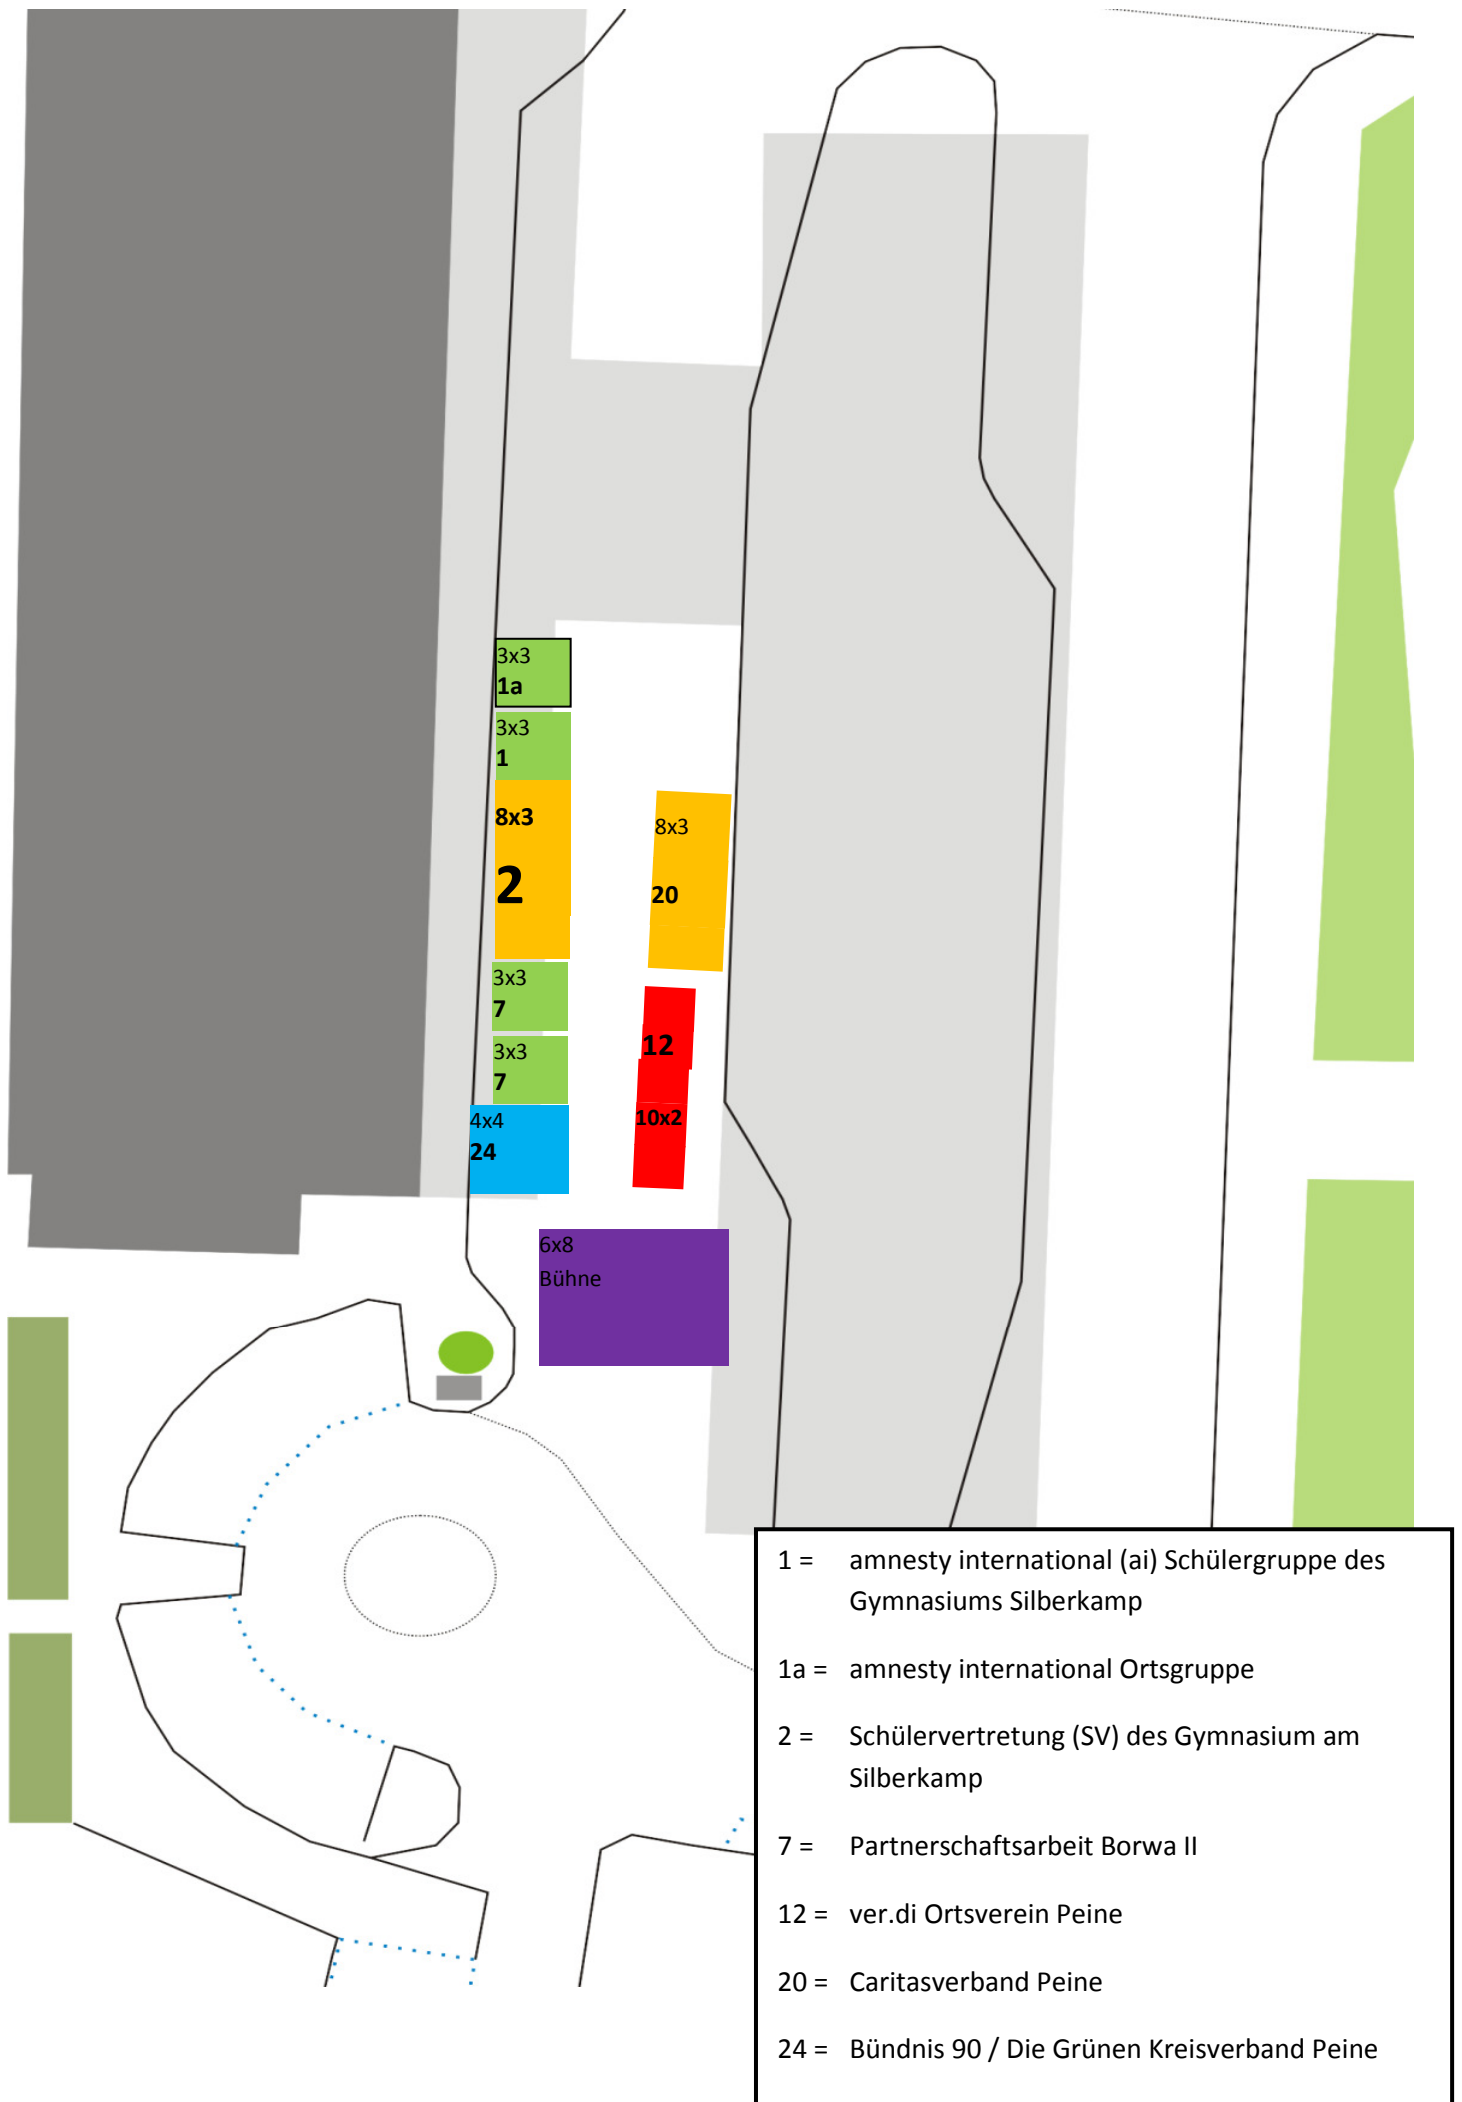 3x3
1a
3x3
1
8x3
2
8x3
20
3x3
7
3x3
7
12
10x2
4x4
24
6x8
Bühne
1 = amnesty international (ai) Schülergruppe des
Gymnasiums Silberkamp
1a = amnesty international Ortsgruppe
2 = Schülervertretung (SV) des Gymnasium am
Silberkamp
7 = Partnerschaftsarbeit Borwa II
12 = ver.di Ortsverein Peine
20 = Caritasverband Peine
24 = Bündnis 90 / Die Grünen Kreisverband Peine